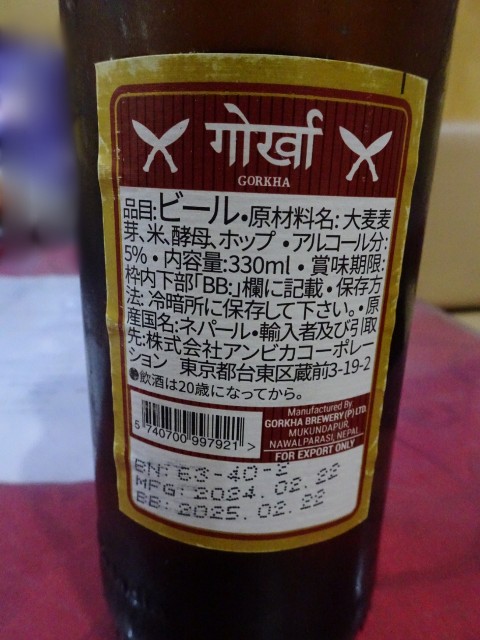 गोर्खा
GORKHA
品目:ビール・原材料名:大麦麦
芽、米、酵母、ホップ・アルコール分:
5%・内容量:330ml・賞味期限:
枠内下部「BB:」欄に記載・保存方
法:冷暗所に保存して下さい。・原
産国名:ネパール・輸入者及び引取
先:株式会社アンビカコーポレー
ション 東京都台東区蔵前3-19-2
●飲酒は20歳になってから。
5 740700 997921 >
Manufactured By
GORKHA BREWERY (P) LTD.
MUKUNDAPUR,
NAWALPARASI, NEPAL
FOR EXPORT ONLY
BN: 63-40-2
MFG: 2024.02.22
BB: 2025.02.22